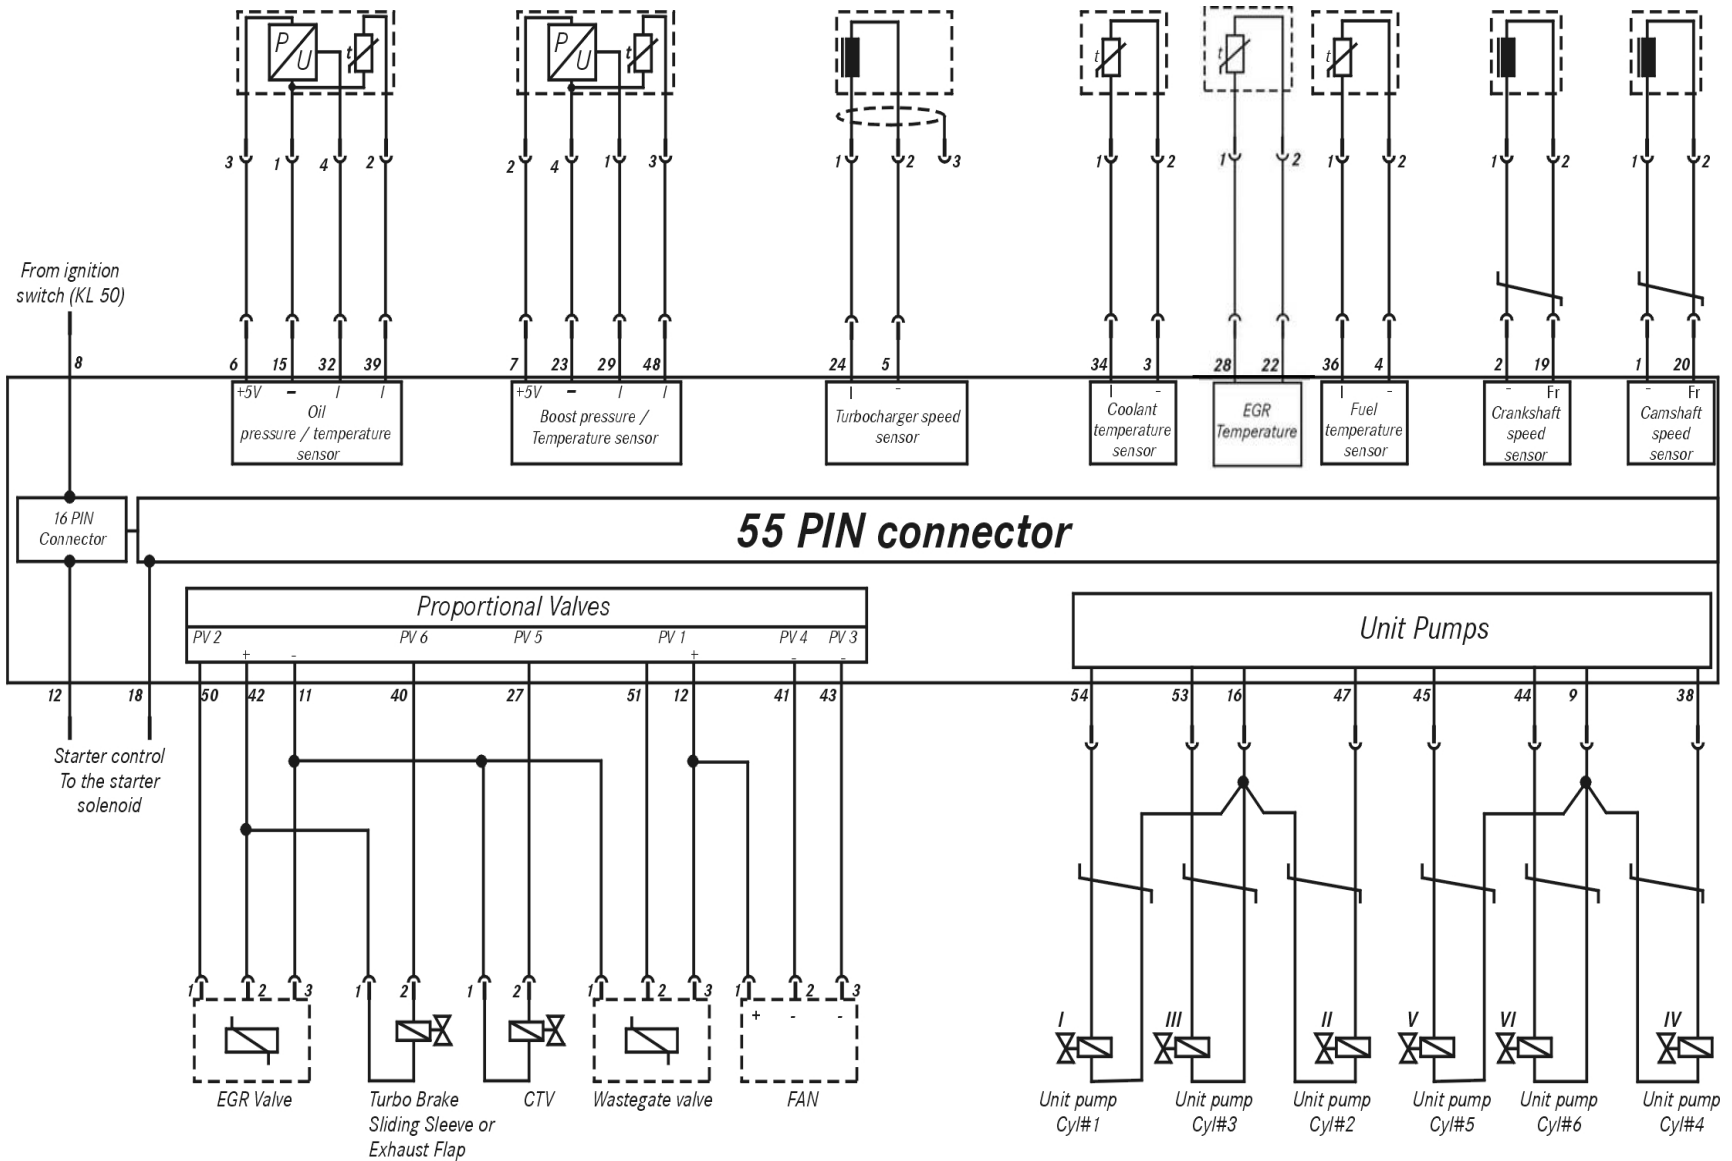 P U t P U t t t t
3 1 4 2 2 4 1 3 1 2 3 1 2 1 2 1 2 1 2 1 2
From ignition
switch (KL 50)
8 6 15 32 39 7 23 29 48 24 5 34 3 28 22 36 4 2 19 1 20
+5V - I I +5V - I I I - I - I - - Fr - Fr
Oil
pressure / temperature
sensor
Boost pressure /
Temperature sensor
Turbocharger speed
sensor
Coolant
temperature
sensor
EGR
Temperature
Fuel
temperature
sensor
Crankshaft
speed
sensor
Camshaft
speed
sensor
16 PIN
Connector
55 PIN connector
Proportional Valves
PV 2 PV 6 PV 5 PV 1 PV 4 PV 3
+ - + - -
Unit Pumps
12 18 50 42 11 40 27 51 12 41 43 54 53 16 47 45 44 9 38
Starter control
To the starter
solenoid
1 2 3 1 2 1 2 1 2 3 1 2 3
+ - -
I III II V VI IV
EGR Valve
Turbo Brake
Sliding Sleeve or
Exhaust Flap
CTV
Wastegate valve
FAN
Unit pump
Cyl#1
Unit pump
Cyl#3
Unit pump
Cyl#2
Unit pump
Cyl#5
Unit pump
Cyl#6
Unit pump
Cyl#4